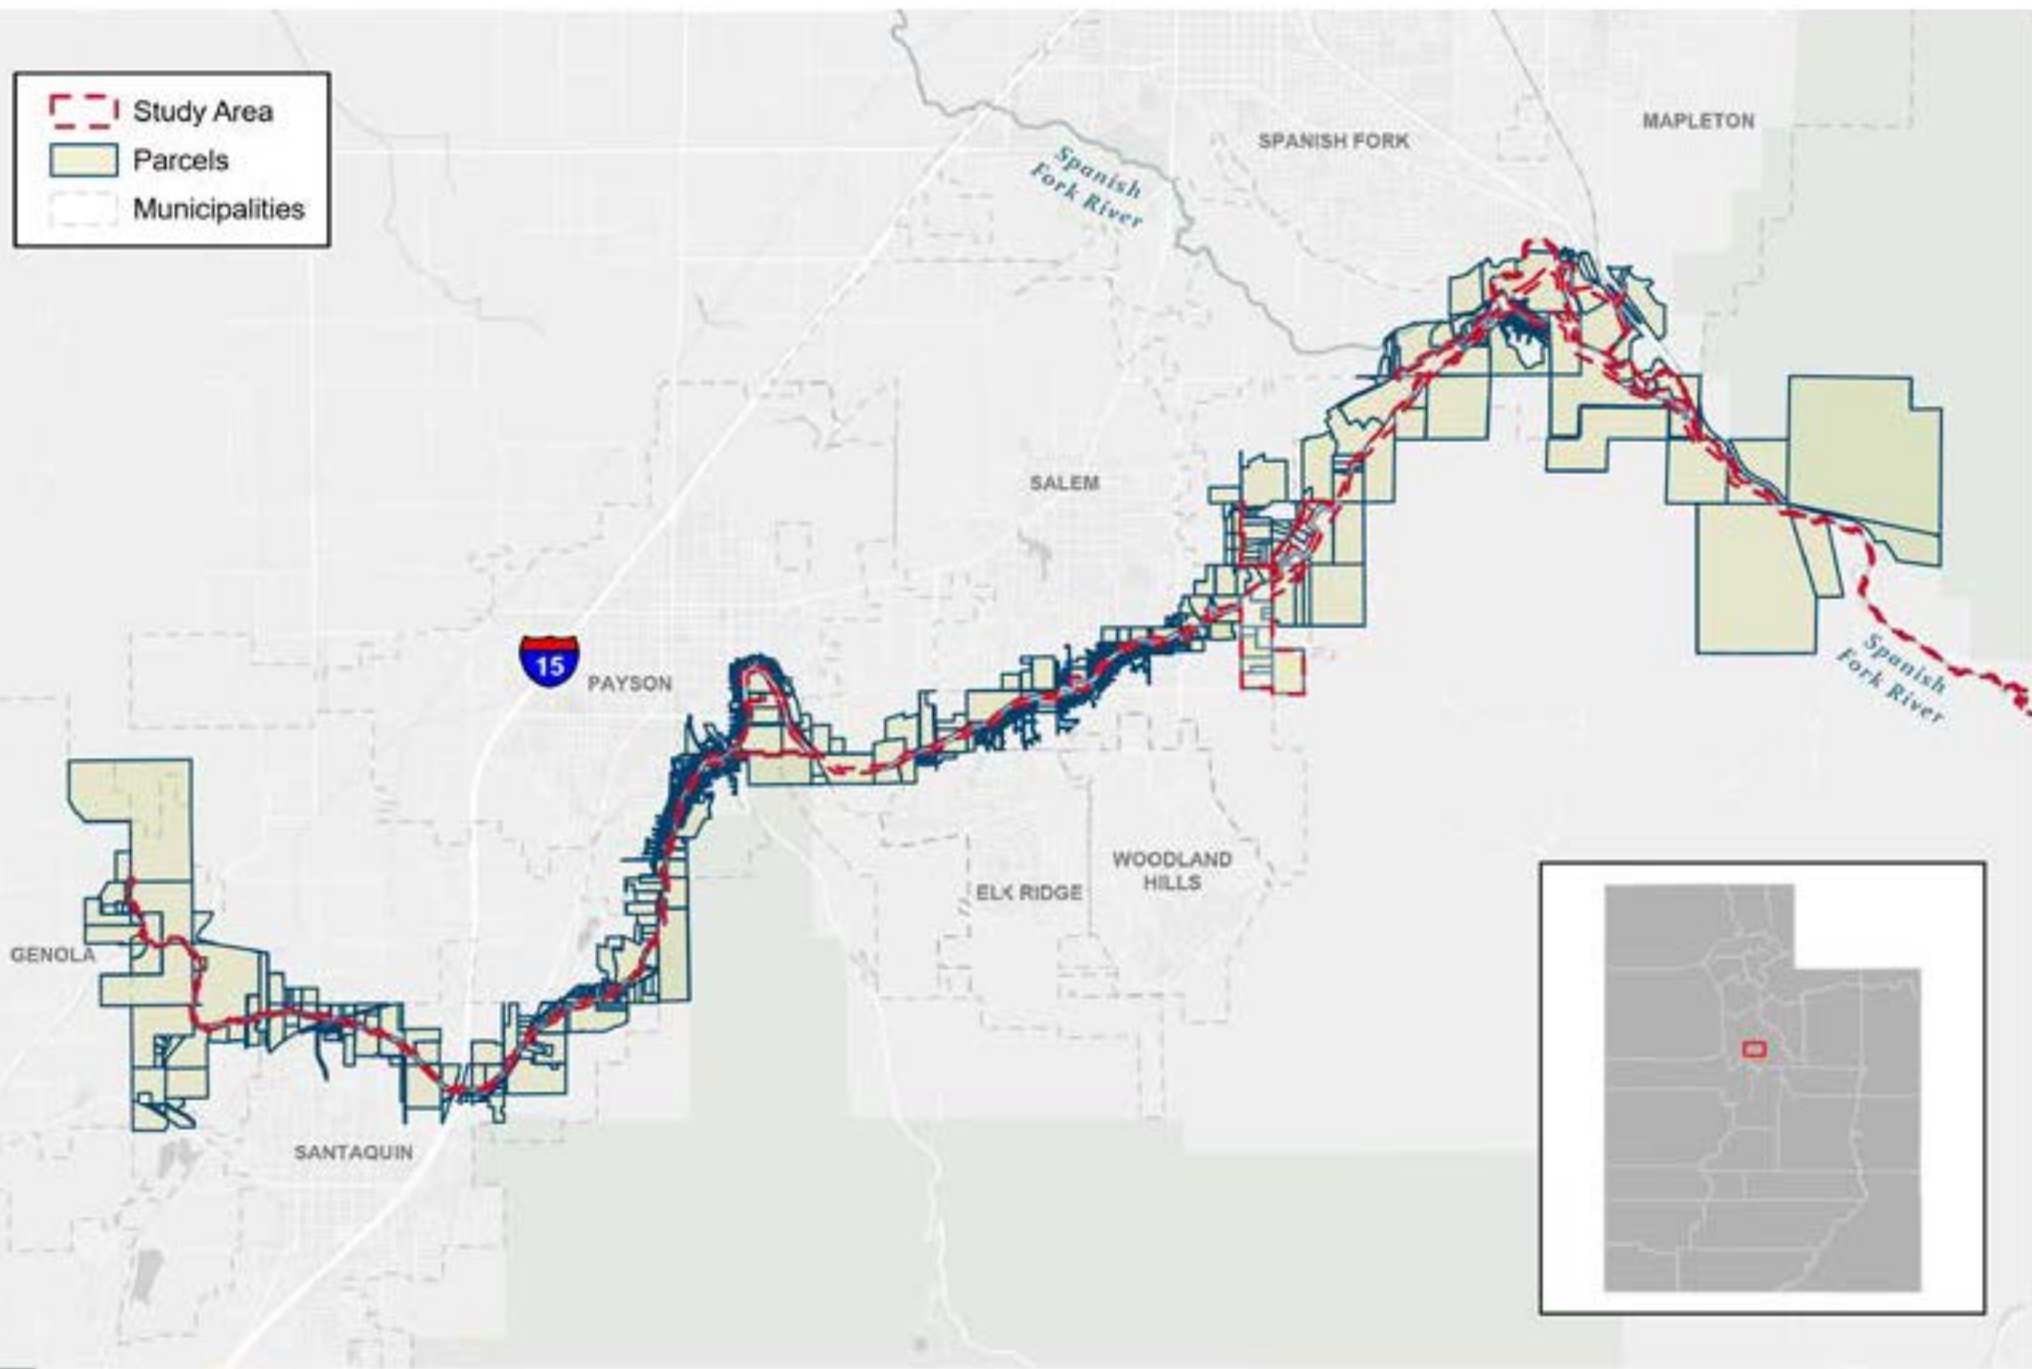 Study Area
Parcels
Municipalities
MAPLETON
SPANISH FORK
Spanish
Fork River
SALEM
15
PAYSON
Spanish
Fork River
WOODLAND
HILLS
ELK RIDGE
GENOLA
SANTAQUIN